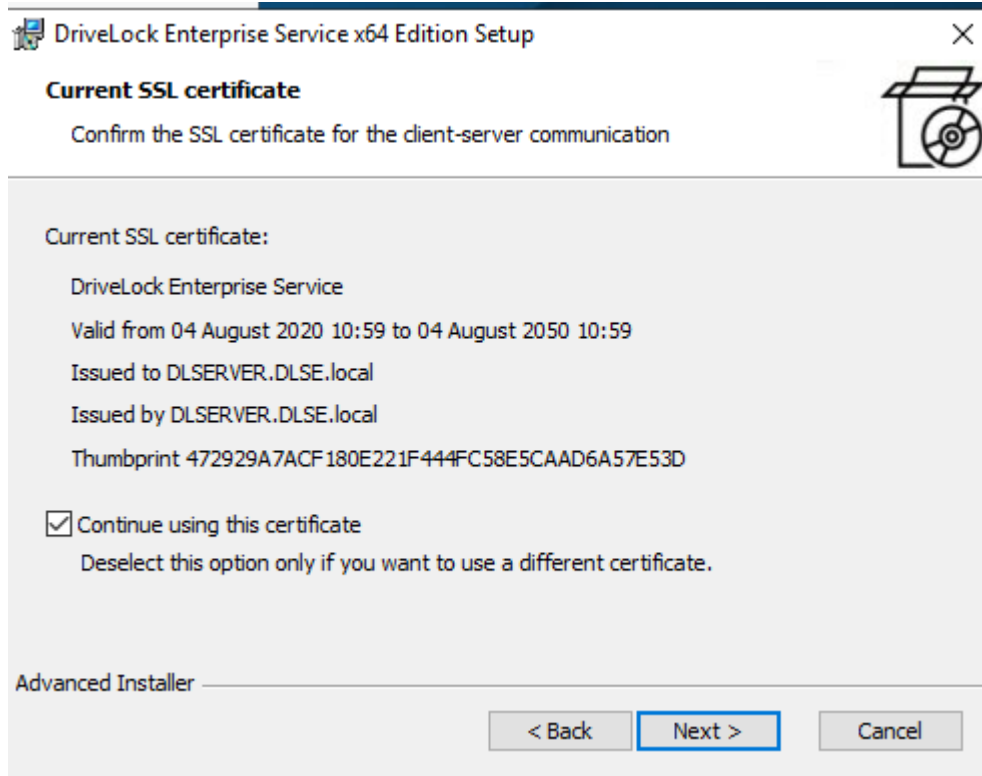 DriveLock Enterprise Service x64 Edition Setup
Current SSL certificate
Confirm the SSL certificate for the client-server communication
Current SSL certificate:
DriveLock Enterprise Service
Valid from 04 August 2020 10:59 to 04 August 2050 10:59
Issued to DLSERVER.DLSE.local
Issued by DLSERVER.DLSE.local
Thumbprint 472929A7ACF180E221F444FC58E5CAAD6A57E53D
Continue using this certificate
Deselect this option only if you want to use a different certificate.
Advanced Installer
< Back
Next >
Cancel